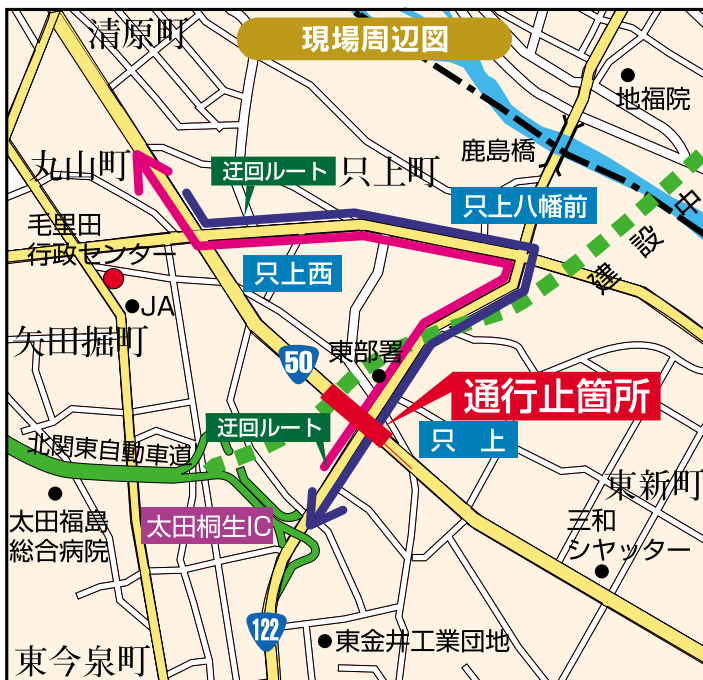 清原町
現場周辺図
地福院
鹿島橋
丸山町
迂回ルート
只上町
只上八幡前
毛里田
行政センター
建設中
只上西
JA
矢田掘町
50
東部署
通行止箇所
迂回ルート
只　上
北関東自動車道
東新町
太田福島
総合病院
太田桐生IC
三和
シヤッター
122
東金井工業団地
東今泉町